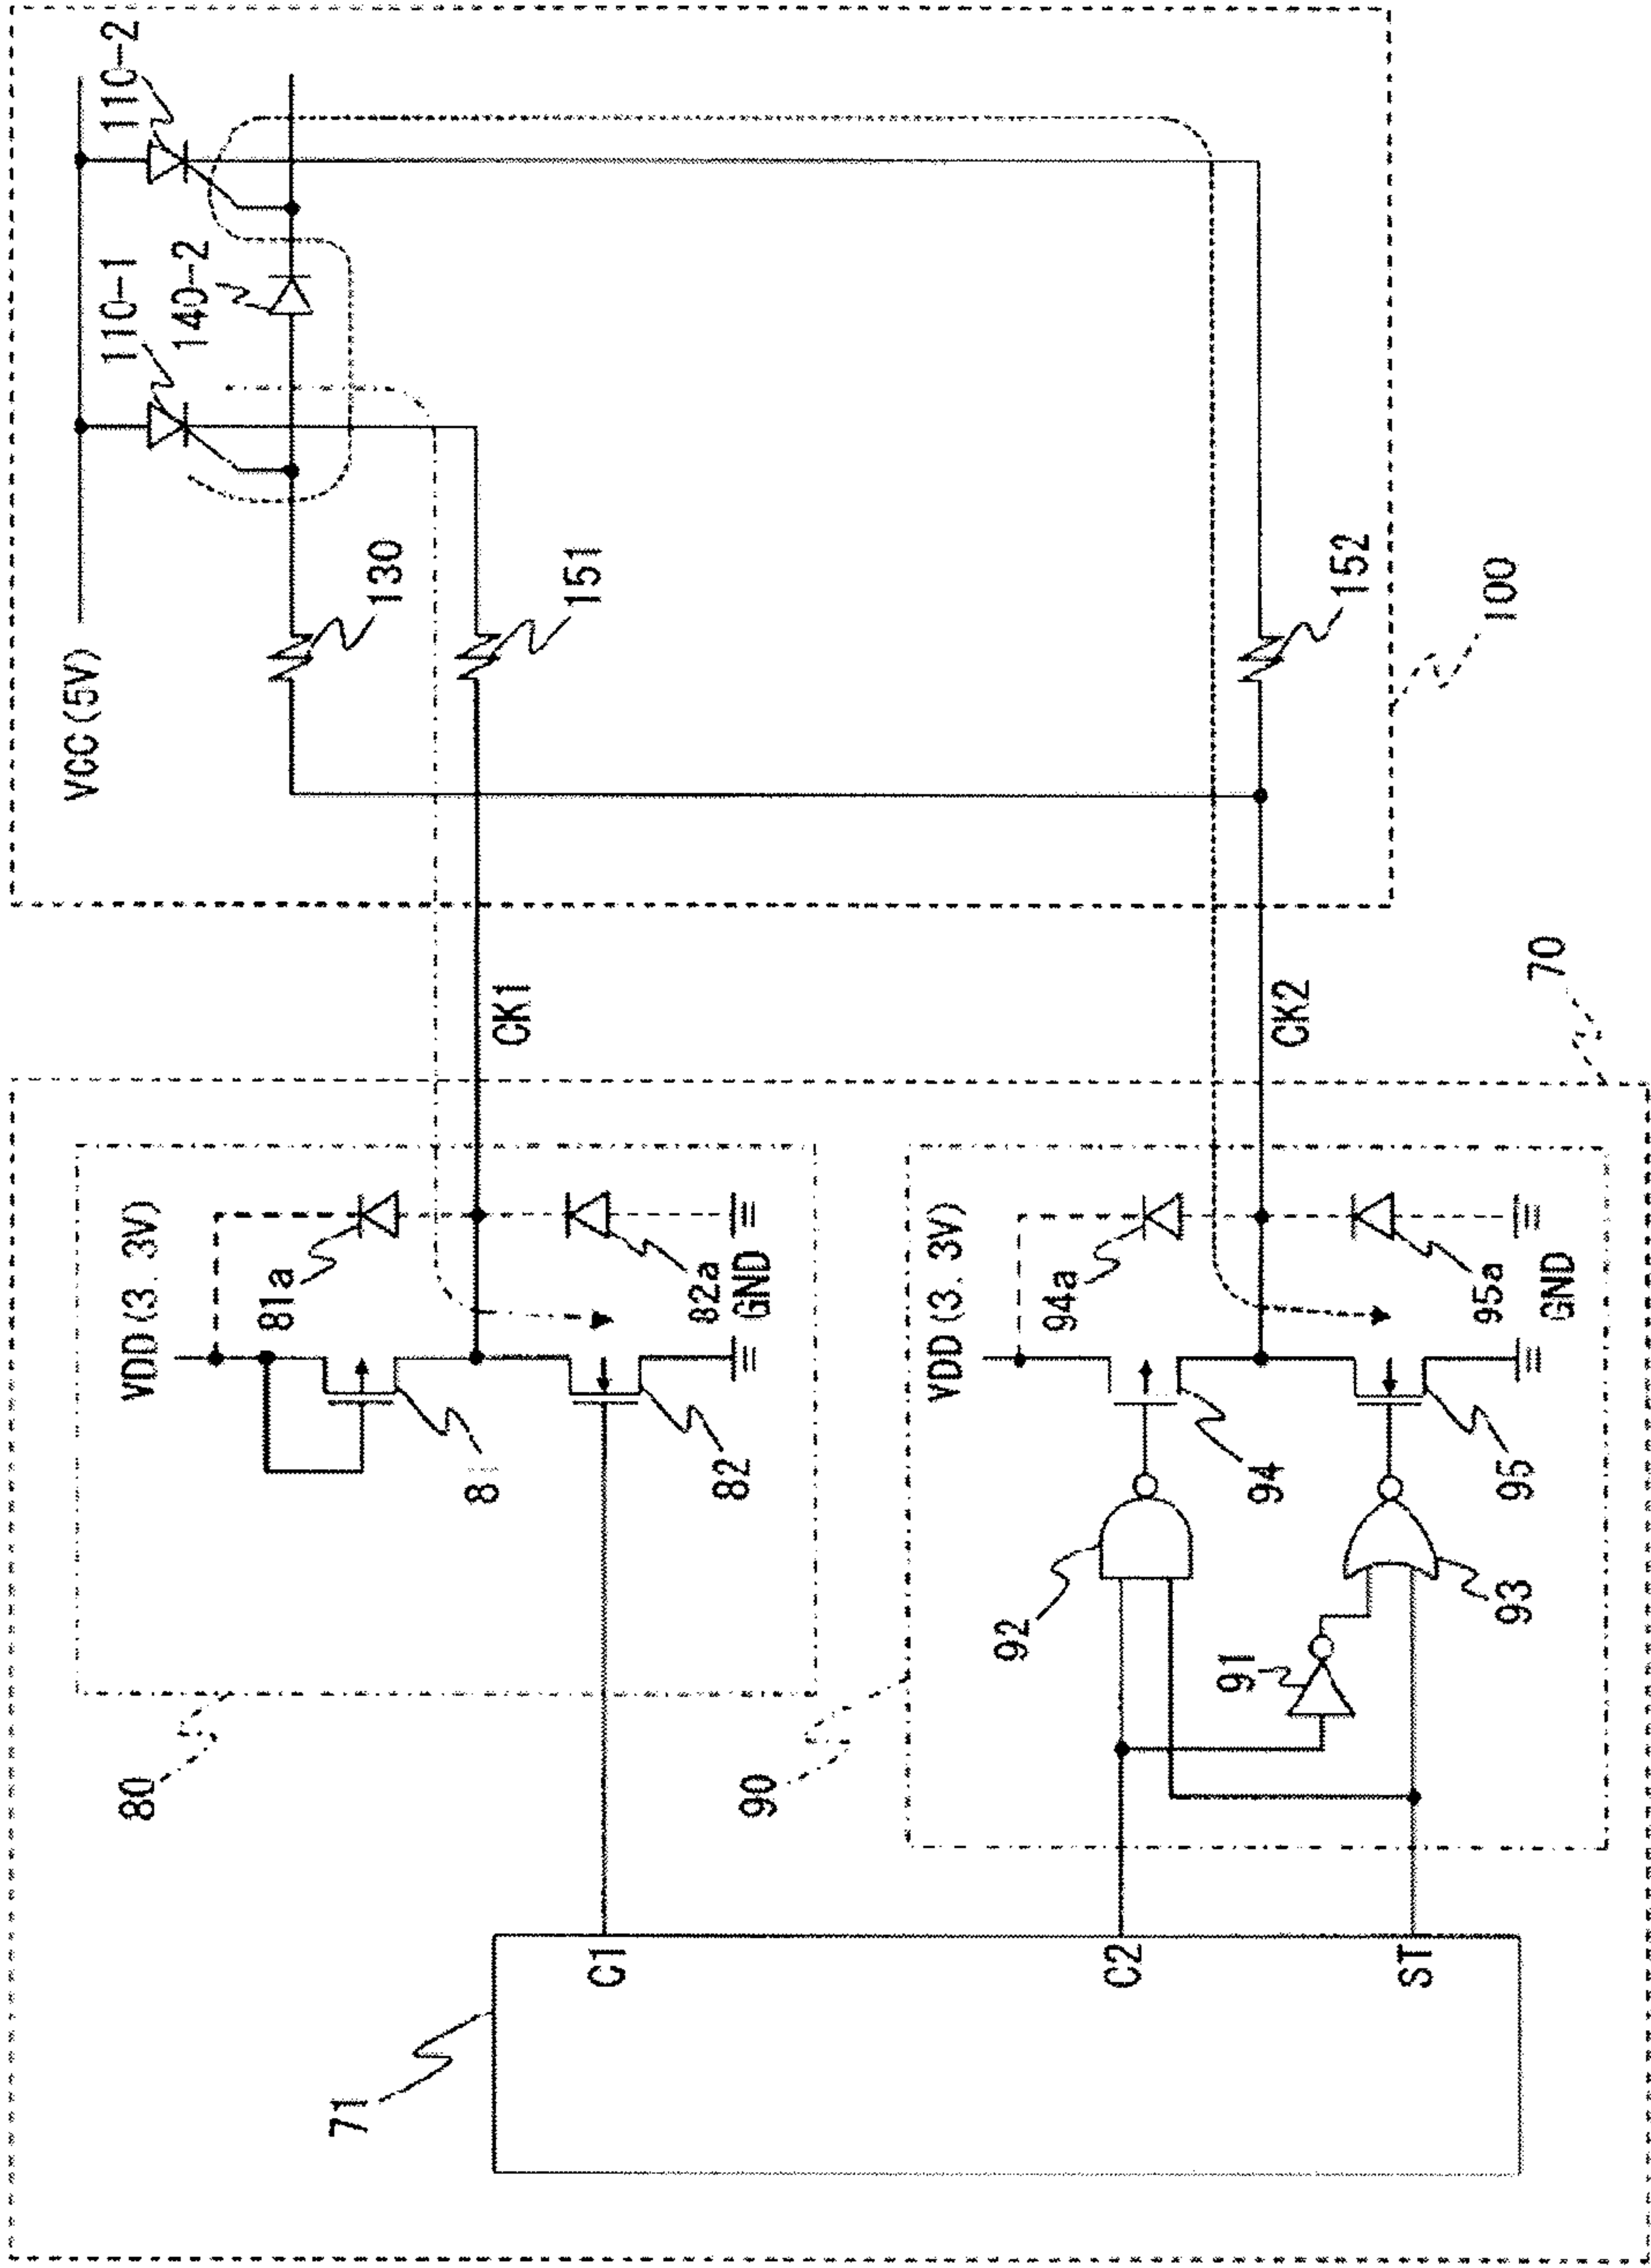 71
80
90
C1
C2
ST
VDD(3. 3V)
81a
81
82
82a
GND
92
91
93
VDD(3. 3V)
94a
94
95
95a
GND
70
CK1
CK2
VCC(5V)
110-1
110-2
140-2
130
151
152
100